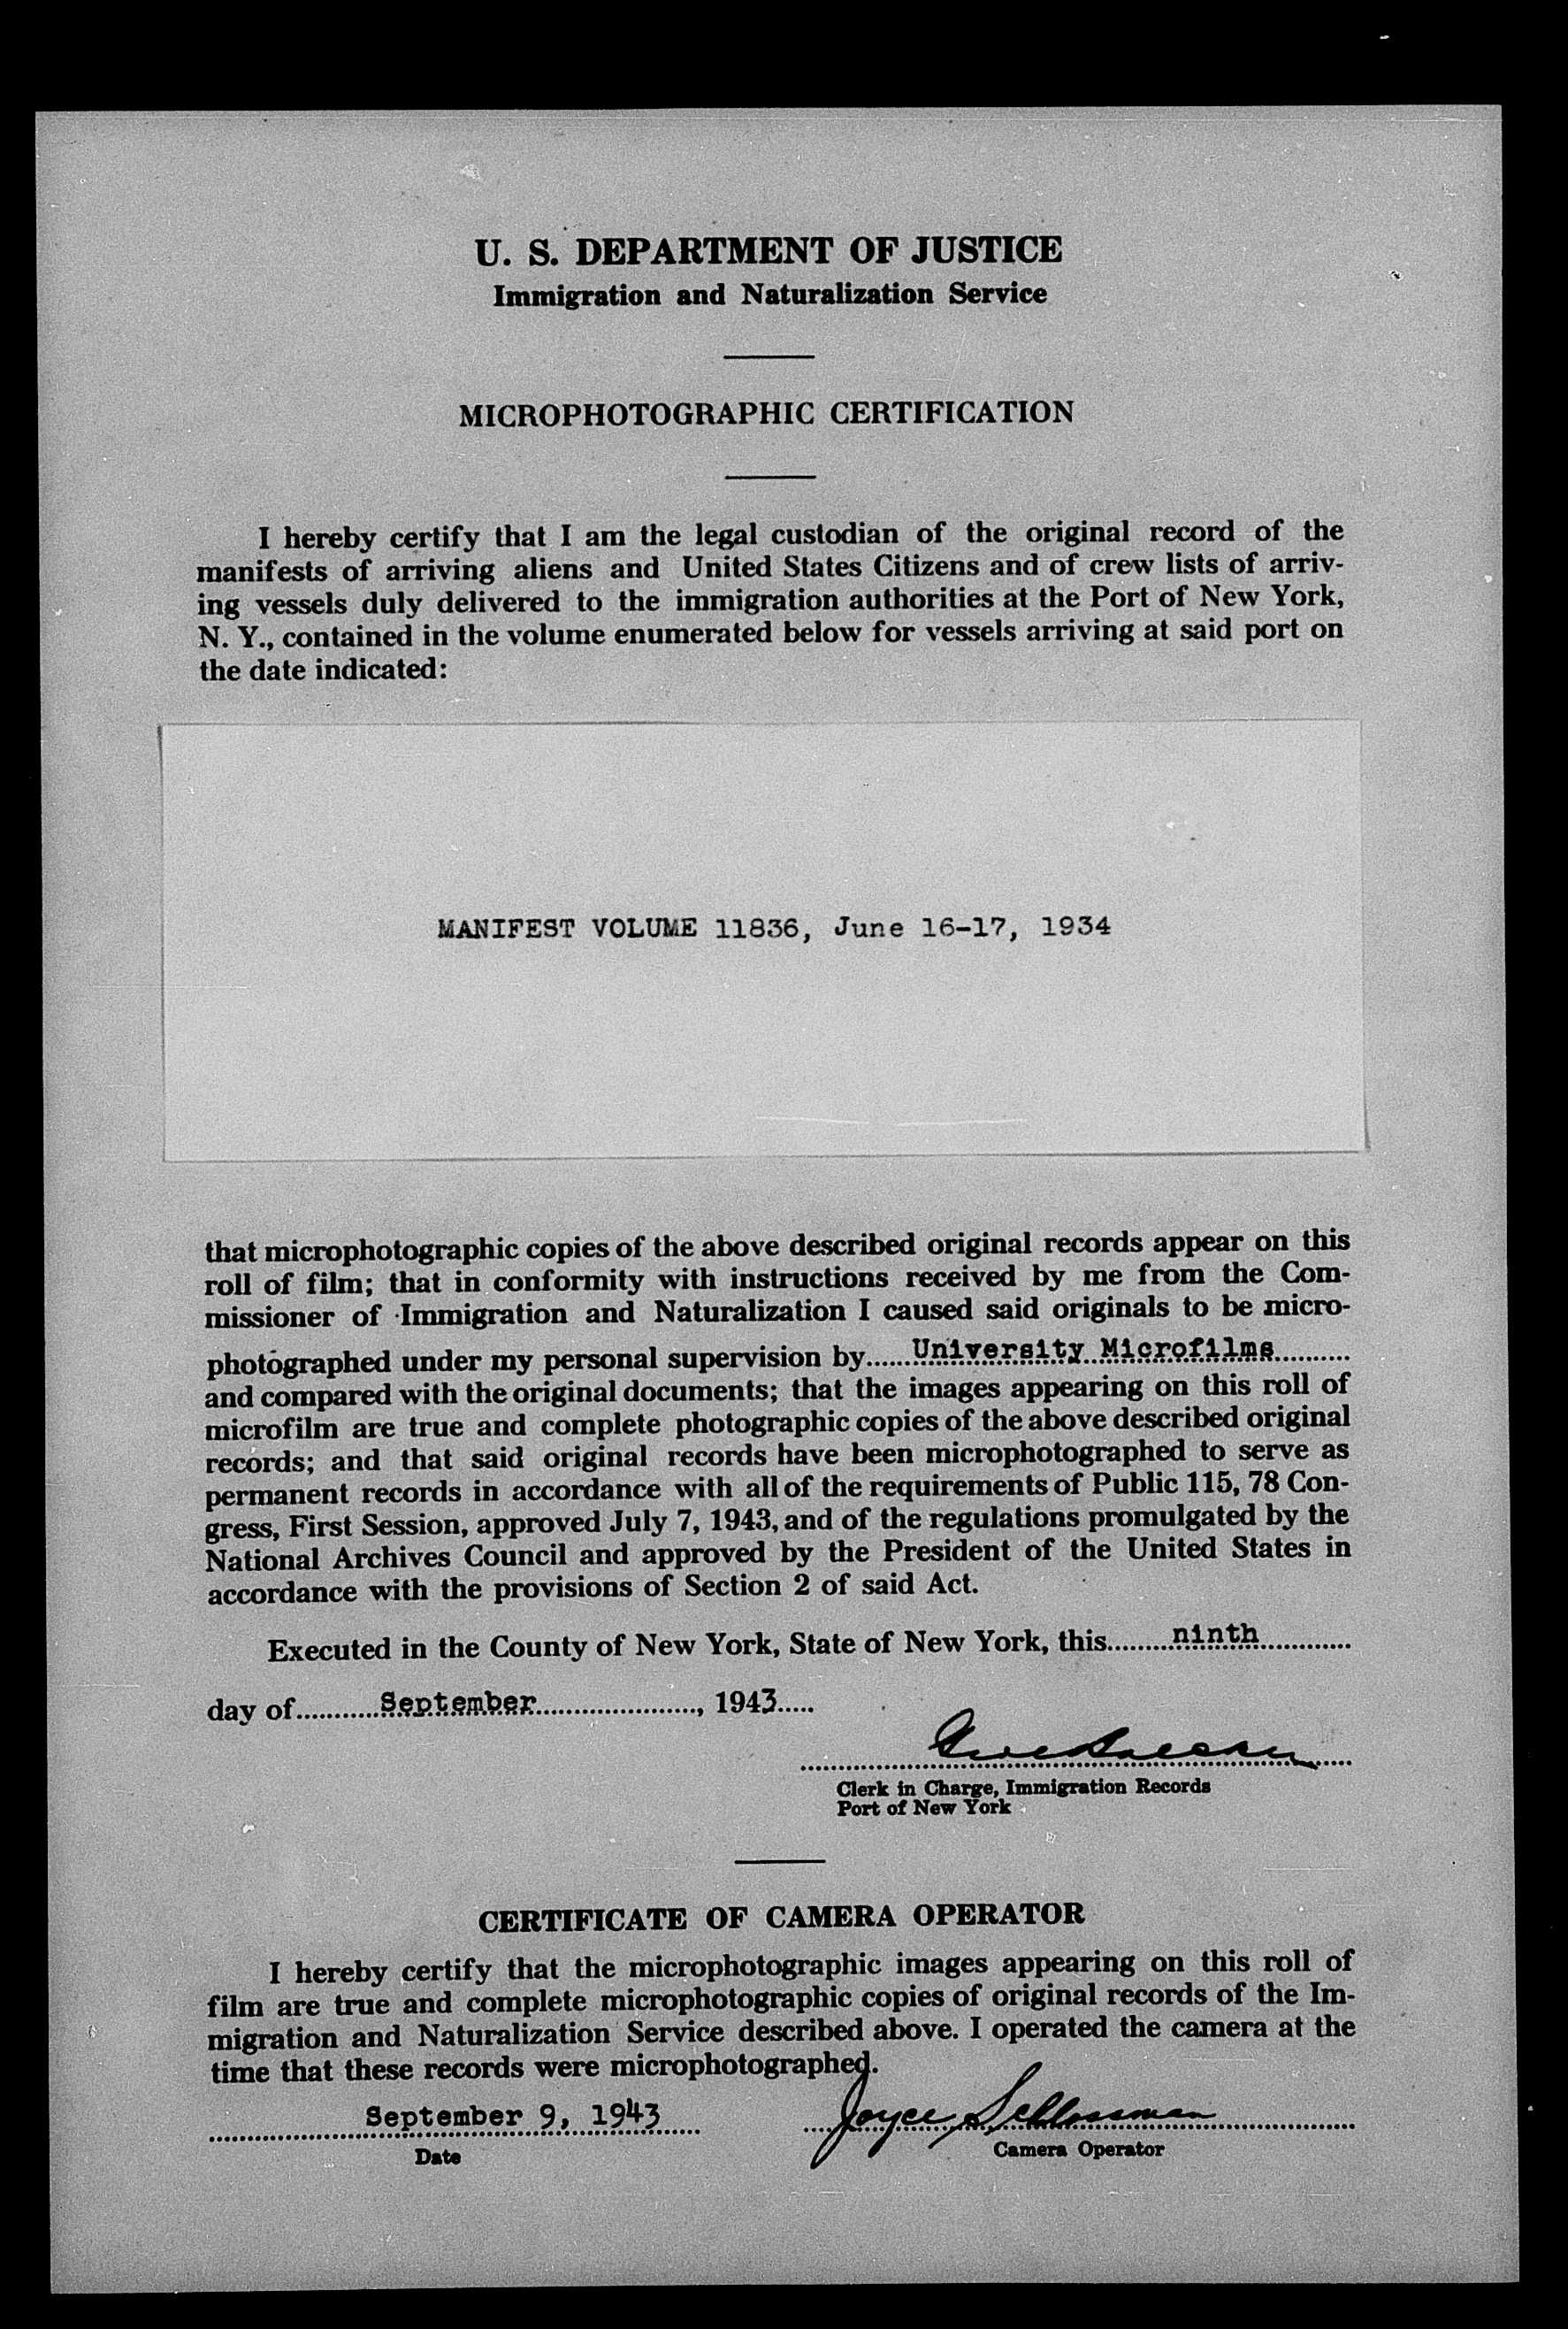 U. S. DEPARTMENT OF JUSTICE
Immigration and Naturalization Service
MICROPHOTOGRAPHIC CERTIFICATION
I hereby certify that I am the legal custodian of the original record of the
manifests of arriving aliens and United States Citizens and of crew lists of arriv-
ing vessels duly delivered to the immigration authorities at the Port of New York,
N. Y., contained in the volume enumerated below for vessels arriving at said port on
the date indicated:
MANIFEST VOLUME 11836, June 16-17, 1934
that microphotographic copies of the above described original records appear on this
roll of film; that in conformity with instructions received by me from the Com-
missioner of Immigration and Naturalization I caused said originals to be micro-
photographed under my personal supervision by......University Microfilms..........
and compared with the original documents; that the images appearing on this roll of
microfilm are true and complete photographic copies of the above described original
records; and that said original records have been microphotographed to serve as
permanent records in accordance with all of the requirements of Public 115, 78 Con-
gress, First Session, approved July 7, 1943, and of the regulations promulgated by the
National Archives Council and approved by the President of the United States in
accordance with the provisions of Section 2 of said Act.
Executed in the County of New York, State of New York, this.........ninth.............
day of...........September......................., 1943.....
Clerk in Charge, Immigration Records
Port of New York
CERTIFICATE OF CAMERA OPERATOR
I hereby certify that the microphotographic images appearing on this roll of
film are true and complete microphotographic copies of original records of the Im-
migration and Naturalization Service described above. I operated the camera at the
time that these records were microphotographed.
September 9, 1943 Joyce Schlossman
Date Camera Operator